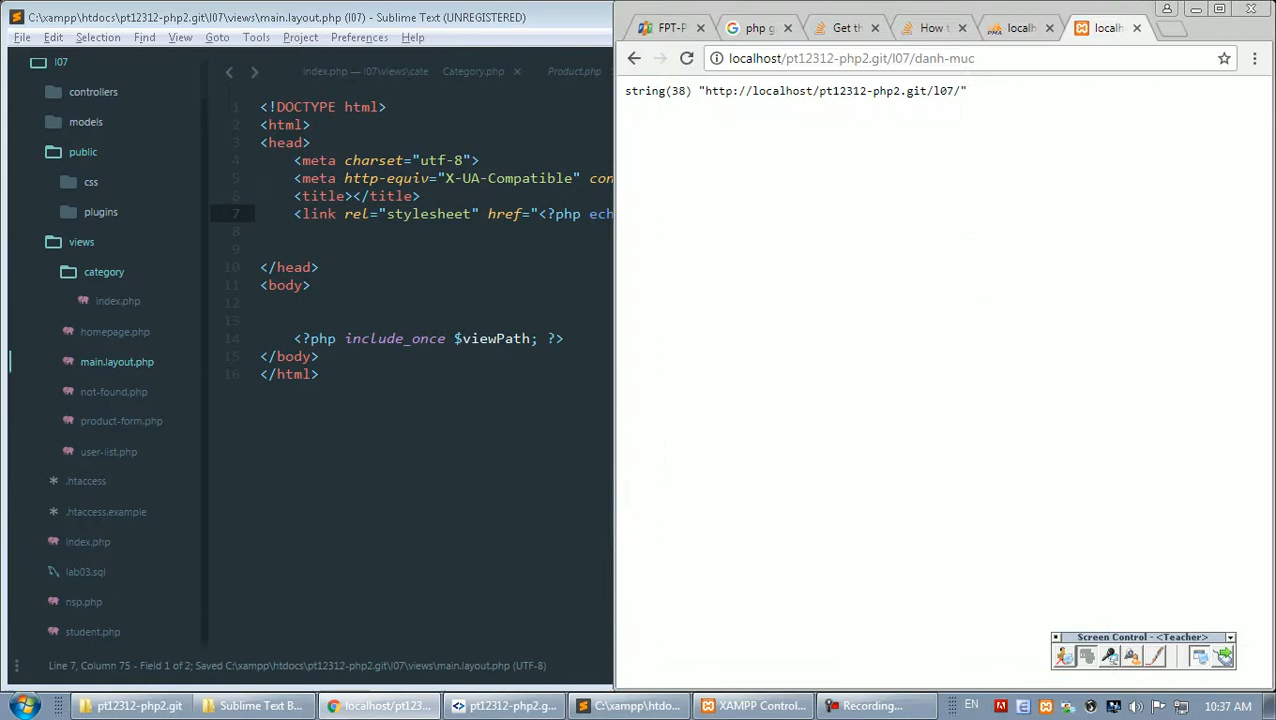 C:\xampp\htdocs\pt12312-php2.git\l07\views\main.layout.php (l07) - Sublime Text (UNREGISTERED)
File Edit Selection Find View Goto Tools Project Preferences Help
l07
controllers
models
public
css
plugins
views
category
index.php
homepage.php
main.layout.php
not-found.php
product-form.php
user-list.php
.htaccess
.htaccess.example
index.php
lab03.sql
nsp.php
student.php
index.php — l07\views\cate Category.php × Product.php
1 <!DOCTYPE html>
2 <html>
3 <head>
4 <meta charset="utf-8">
5 <meta http-equiv="X-UA-Compatible" con
6 <title></title>
7 <link rel="stylesheet" href="<?php ech
8
9
10 </head>
11 <body>
12
13
14 <?php include_once $viewPath; ?>
15 </body>
16 </html>
Line 7, Column 75 - Field 1 of 2; Saved C:\xampp\htdocs\pt12312-php2.git\l07\views\main.layout.php (UTF-8)
FPT-P php g Get th How t localh localh
localhost/pt12312-php2.git/l07/danh-muc
string(38) "http://localhost/pt12312-php2.git/l07/"
Screen Control - <Teacher>
pt12312-php2.git Sublime Text B... localhost/pt123... pt12312-php2.g... C:\xampp\htdo... XAMPP Control... Recording... EN 10:37 AM